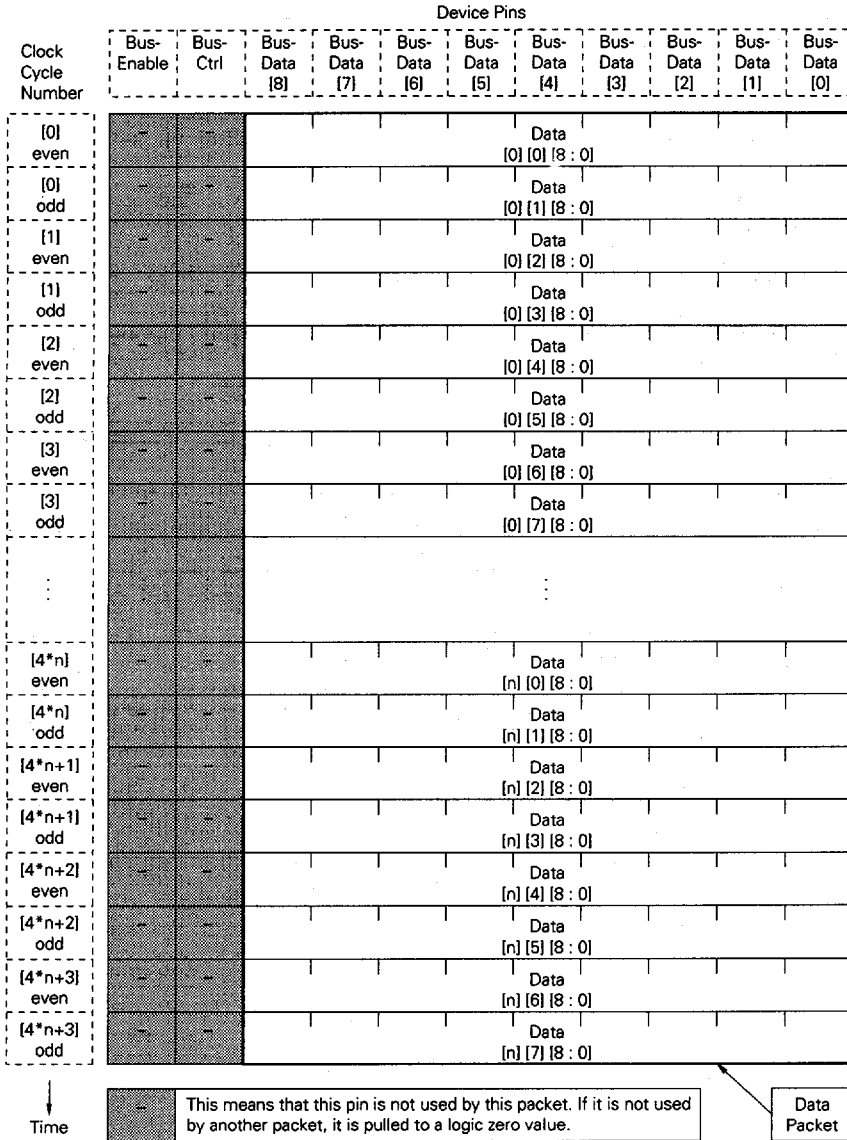 Device Pins
Clock Cycle Number
Bus-Enable Bus-Ctrl Bus-Data [8] Bus-Data [7] Bus-Data [6] Bus-Data [5] Bus-Data [4] Bus-Data [3] Bus-Data [2] Bus-Data [1] Bus-Data [0]
[0] even - - Data [0] [0] [8 : 0]
[0] odd - - Data [0] [1] [8 : 0]
[1] even - - Data [0] [2] [8 : 0]
[1] odd - - Data [0] [3] [8 : 0]
[2] even - - Data [0] [4] [8 : 0]
[2] odd - - Data [0] [5] [8 : 0]
[3] even - - Data [0] [6] [8 : 0]
[3] odd - - Data [0] [7] [8 : 0]
⋮ ⋮
[4*n] even - - Data [n] [0] [8 : 0]
[4*n] odd - - Data [n] [1] [8 : 0]
[4*n+1] even - - Data [n] [2] [8 : 0]
[4*n+1] odd - - Data [n] [3] [8 : 0]
[4*n+2] even - - Data [n] [4] [8 : 0]
[4*n+2] odd - - Data [n] [5] [8 : 0]
[4*n+3] even - - Data [n] [6] [8 : 0]
[4*n+3] odd - - Data [n] [7] [8 : 0]
Time
- This means that this pin is not used by this packet. If it is not used
by another packet, it is pulled to a logic zero value.
Data
Packet